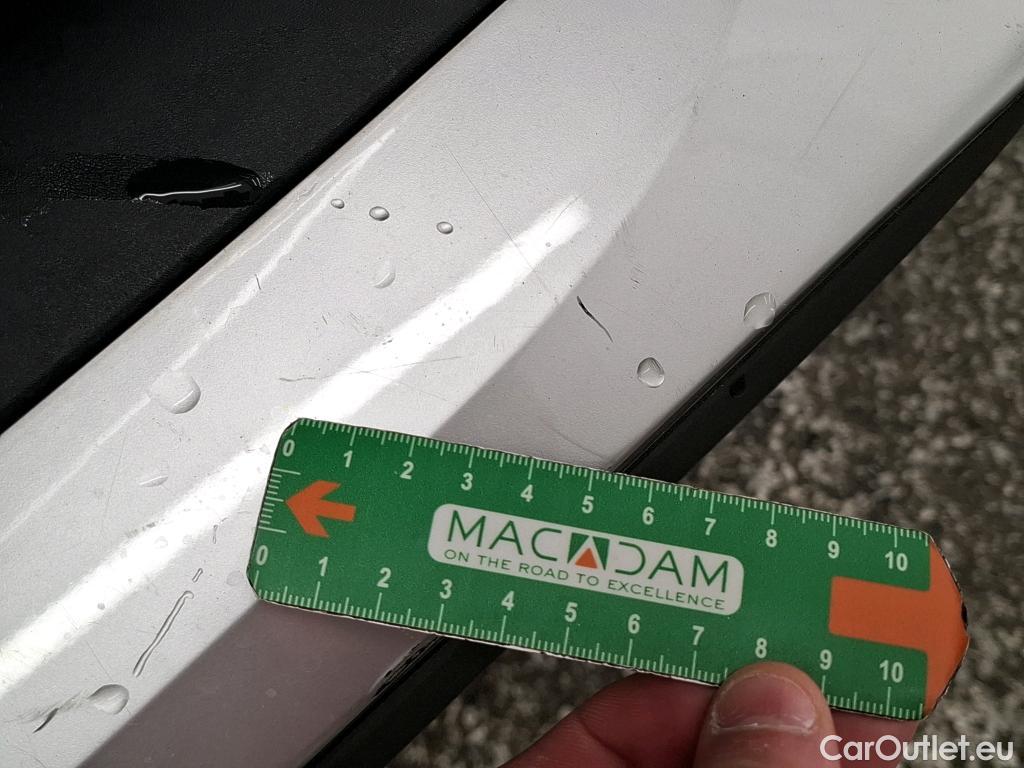 0 1 2 3 4 5 6 7 8 9 10
MACADAM
ON THE ROAD TO EXCELLENCE
0 1 2 3 4 5 6 7 8 9 10
CarOutlet.eu